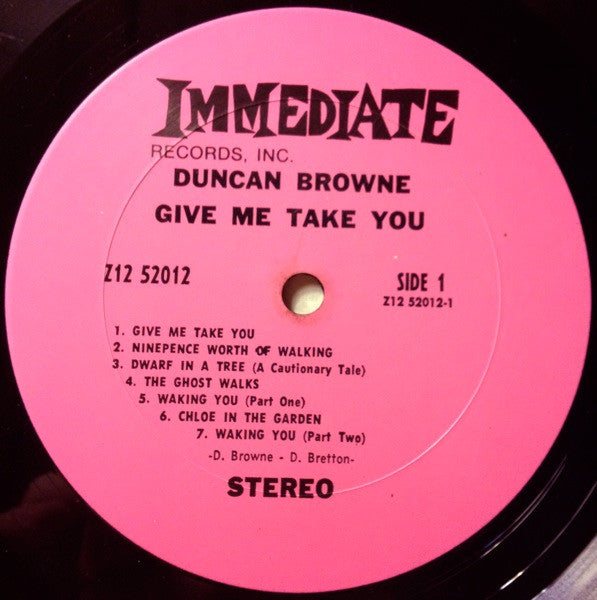 IMMEDIATE
RECORDS, INC.
DUNCAN BROWNE
GIVE ME TAKE YOU
Z12 52012
SIDE 1
Z12 52012-1
1. GIVE ME TAKE YOU
2. NINEPENCE WORTH OF WALKING
3. DWARF IN A TREE (A Cautionary Tale)
4. THE GHOST WALKS
5. WAKING YOU (Part One)
6. CHLOE IN THE GARDEN
7. WAKING YOU (Part Two)
-D. Browne - D. Bretton-
STEREO